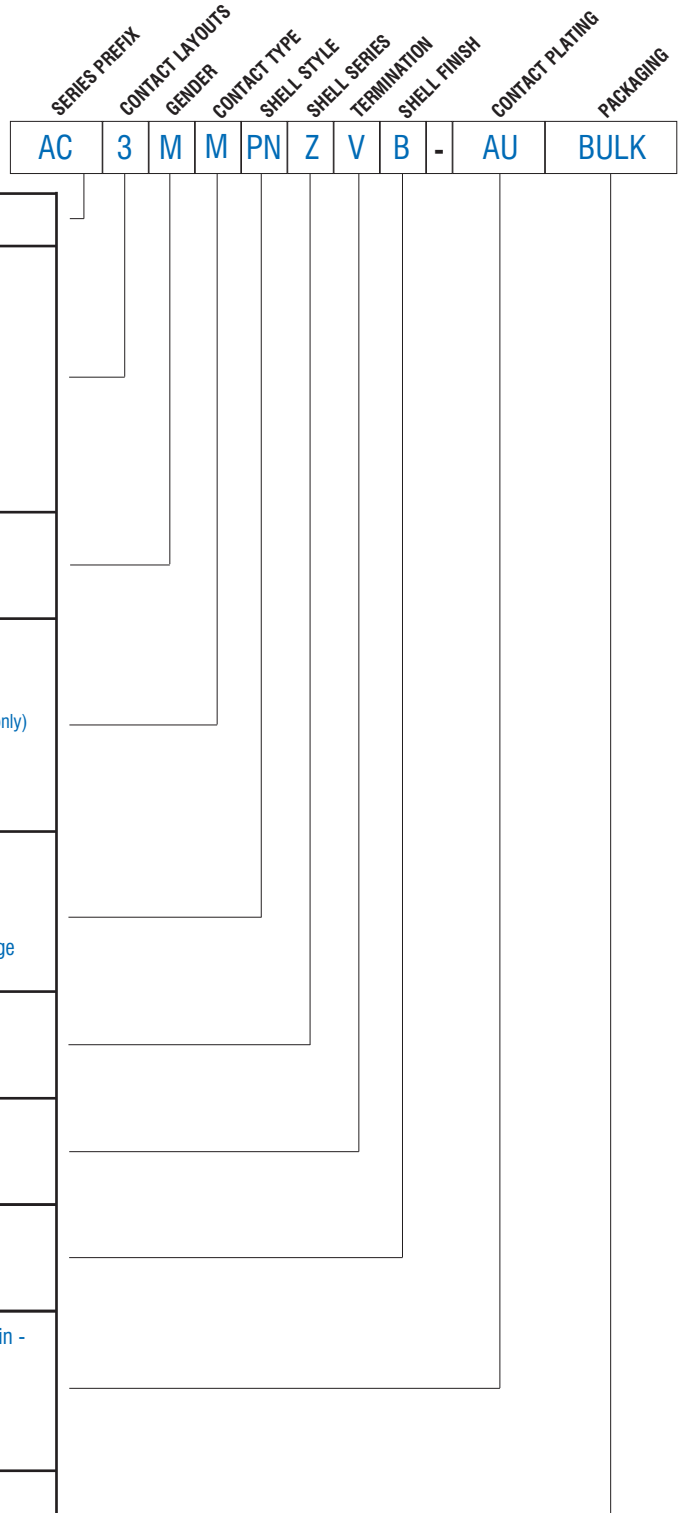 SERIES PREFIX
CONTACT LAYOUTS
GENDER
CONTACT TYPE
SHELL STYLE
SHELL SERIES
TERMINATION
SHELL FINISH
CONTACT PLATING
PACKAGING
AC 3 M M PN Z V B - AU BULK
only)
ge
in -